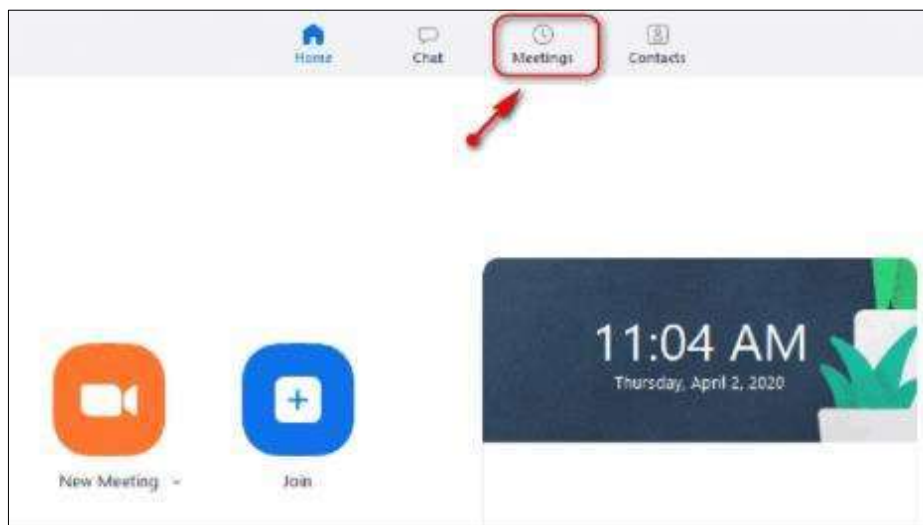 Home
Chat
Meetings
Contacts
11:04 AM
Thursday, April 2, 2020
New Meeting
Join